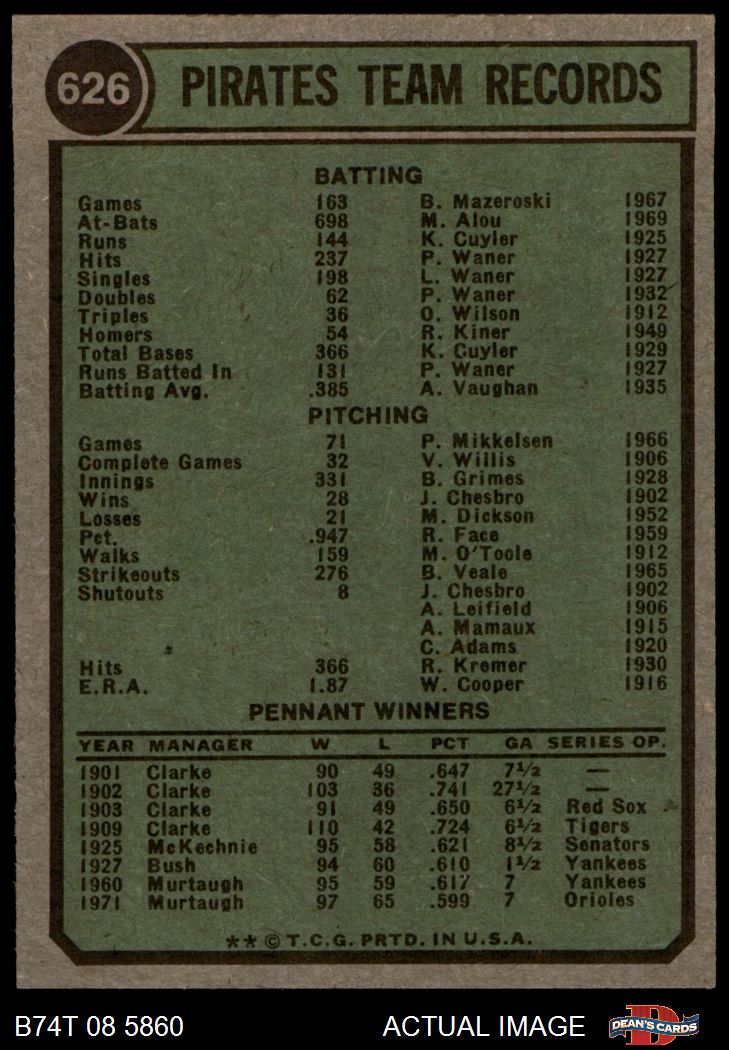 626 PIRATES TEAM RECORDS
BATTING
Games 163 B. Mazeroski 1967
At-Bats 698 M. Alou 1969
Runs 144 K. Cuyler 1925
Hits 237 P. Waner 1927
Singles 198 L. Waner 1927
Doubles 62 P. Waner 1932
Triples 36 O. Wilson 1912
Homers 54 R. Kiner 1949
Total Bases 366 K. Cuyler 1929
Runs Batted In 131 P. Waner 1927
Batting Avg. .385 A. Vaughan 1935
PITCHING
Games 71 P. Mikkelsen 1966
Complete Games 32 V. Willis 1906
Innings 331 B. Grimes 1928
Wins 28 J. Chesbro 1902
Losses 21 M. Dickson 1952
Pct. .947 R. Face 1959
Walks 159 M. O'Toole 1912
Strikeouts 276 B. Veale 1965
Shutouts 8 J. Chesbro 1902
A. Leifield 1906
A. Mamaux 1915
C. Adams 1920
Hits 366 R. Kremer 1930
E.R.A. 1.87 W. Cooper 1916
PENNANT WINNERS
YEAR MANAGER W L PCT GA SERIES OP.
1901 Clarke 90 49 .647 7½ —
1902 Clarke 103 36 .741 27½ —
1903 Clarke 91 49 .650 6½ Red Sox
1909 Clarke 110 42 .724 6½ Tigers
1925 McKechnie 95 58 .621 8½ Senators
1927 Bush 94 60 .610 1½ Yankees
1960 Murtaugh 95 59 .617 7 Yankees
1971 Murtaugh 97 65 .599 7 Orioles
** © T.C.G. PRTD. IN U.S.A.
B74T 08 5860 ACTUAL IMAGE D DEAN'S CARDS